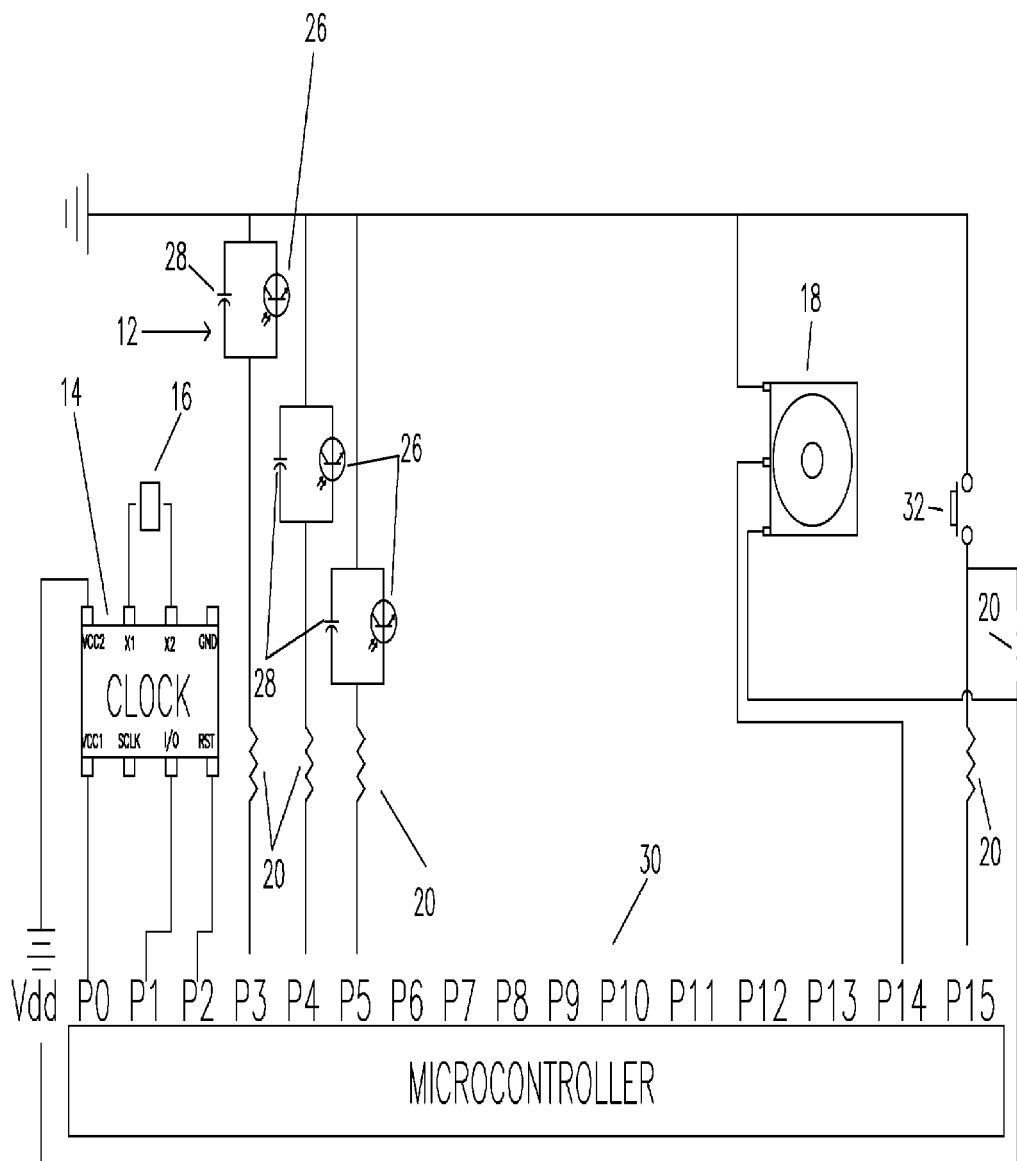 26
28
12
18
14
16
26
32
20
VCC2 X1 X2 GND
28
CLOCK
VCC1 SCLK I/O RST
20
20
20
30
Vdd P0 P1 P2 P3 P4 P5 P6 P7 P8 P9 P10 P11 P12 P13 P14 P15
MICROCONTROLLER